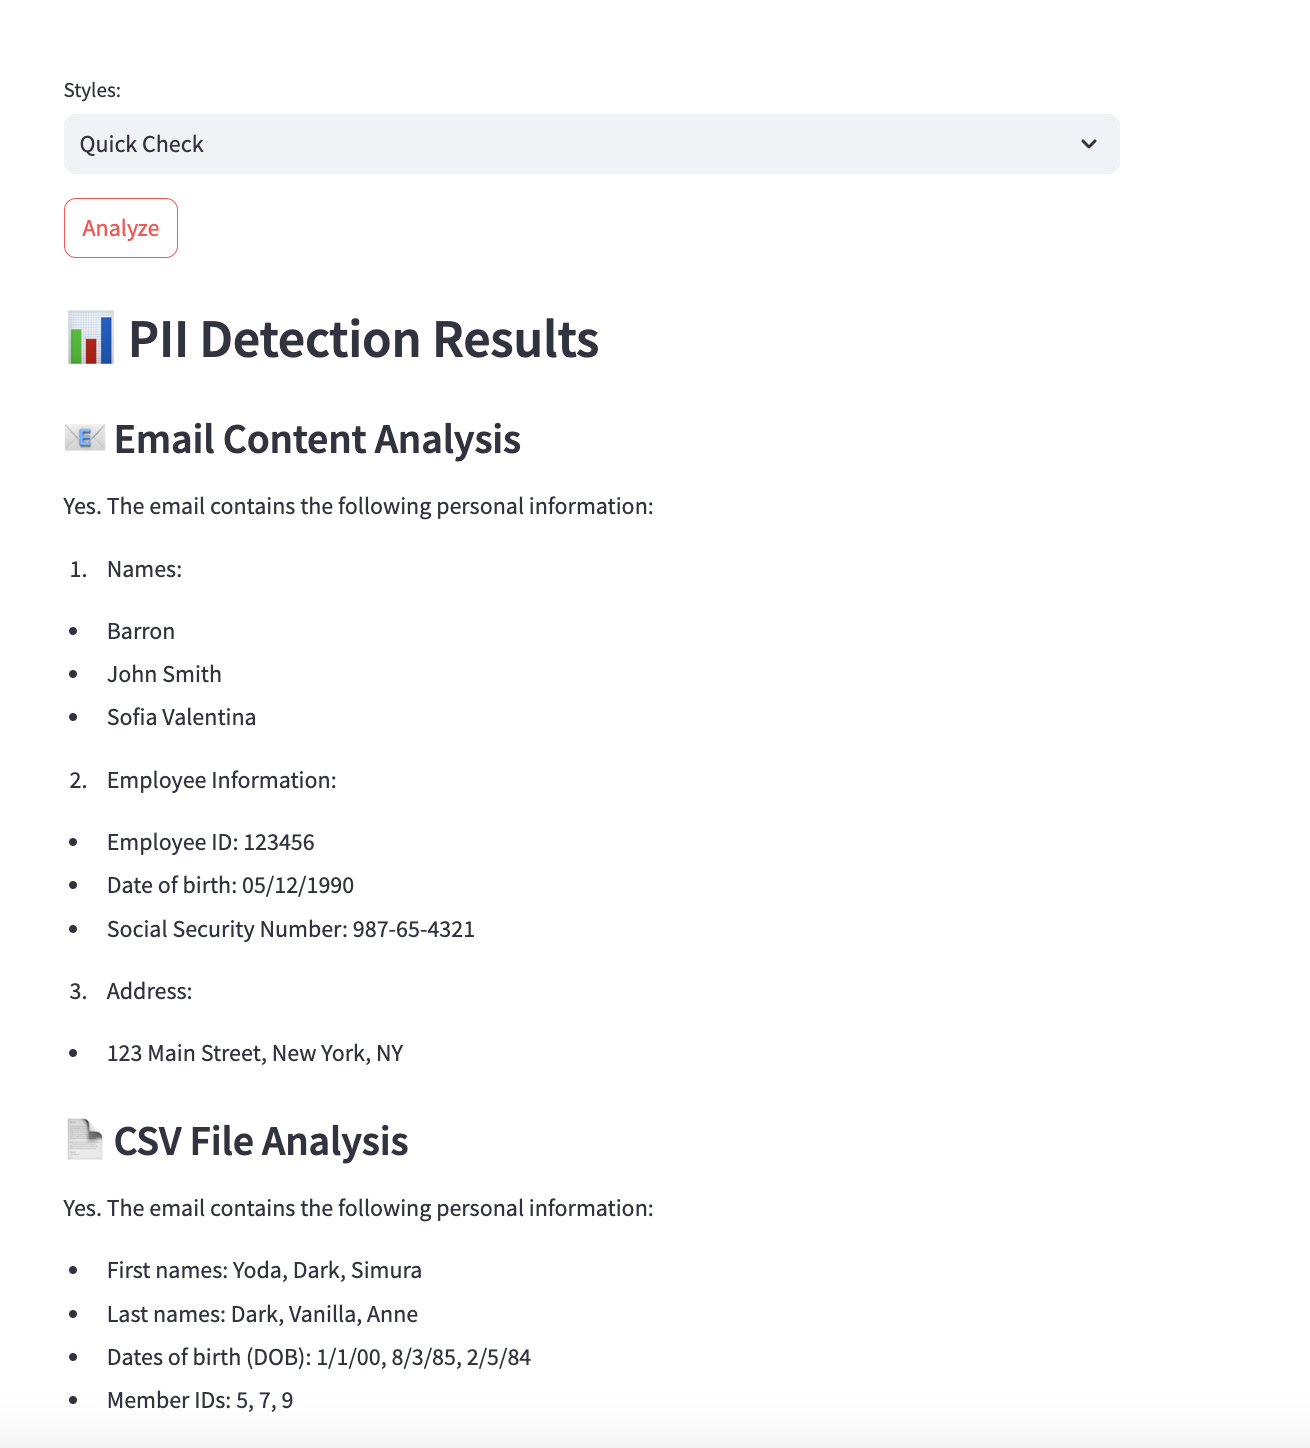 Styles:
Quick Check
Analyze
📊 PII Detection Results
📧 Email Content Analysis
Yes. The email contains the following personal information:
1. Names:
• Barron
• John Smith
• Sofia Valentina
2. Employee Information:
• Employee ID: 123456
• Date of birth: 05/12/1990
• Social Security Number: 987-65-4321
3. Address:
• 123 Main Street, New York, NY
📄 CSV File Analysis
Yes. The email contains the following personal information:
• First names: Yoda, Dark, Simura
• Last names: Dark, Vanilla, Anne
• Dates of birth (DOB): 1/1/00, 8/3/85, 2/5/84
• Member IDs: 5, 7, 9